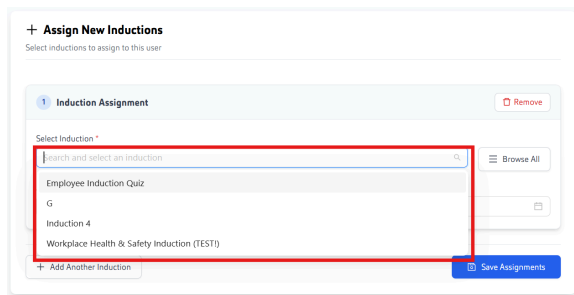 + Assign New Inductions
Select inductions to assign to this user
1 Induction Assignment
Remove
Select Induction *
Search and select an induction
Browse All
Employee Induction Quiz
G
Induction 4
Workplace Health & Safety Induction (TEST!)
+ Add Another Induction
Save Assignments